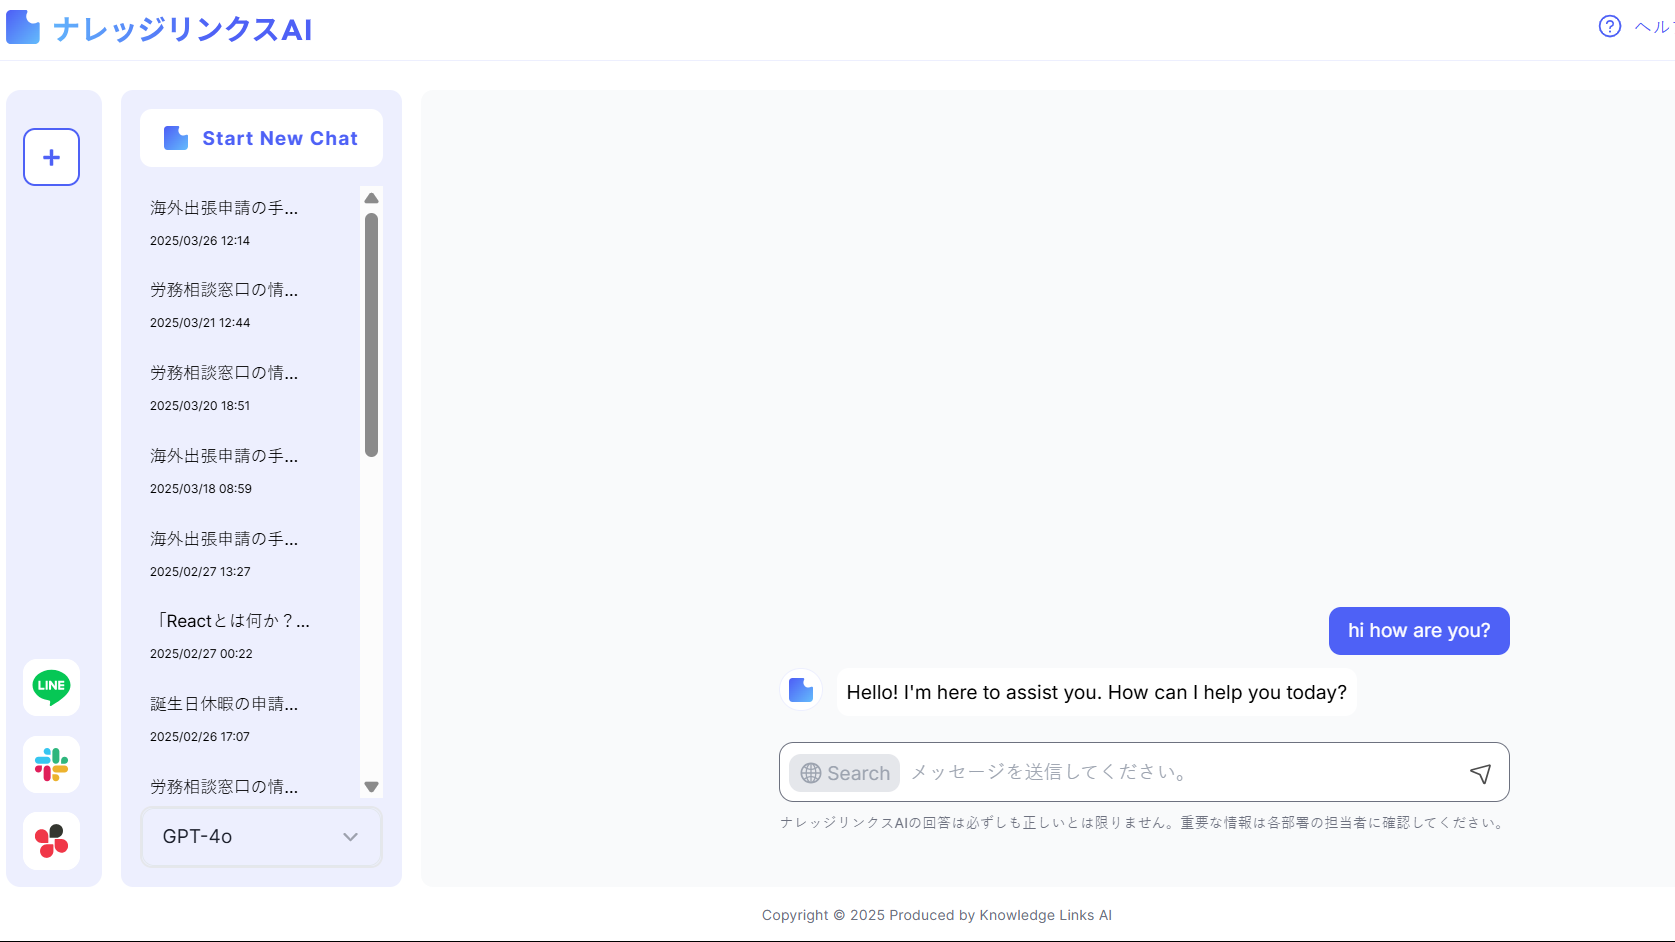 ナレッジリンクスAI
ヘル
Start New Chat
海外出張申請の手...
2025/03/26 12:14
労務相談窓口の情...
2025/03/21 12:44
労務相談窓口の情...
2025/03/20 18:51
海外出張申請の手...
2025/03/18 08:59
海外出張申請の手...
2025/02/27 13:27
「Reactとは何か？...
2025/02/27 00:22
誕生日休暇の申請...
2025/02/26 17:07
労務相談窓口の情...
GPT-4o
LINE
hi how are you?
Hello! I'm here to assist you. How can I help you today?
Search メッセージを送信してください。
ナレッジリンクスAIの回答は必ずしも正しいとは限りません。重要な情報は各部署の担当者に確認してください。
Copyright © 2025 Produced by Knowledge Links AI